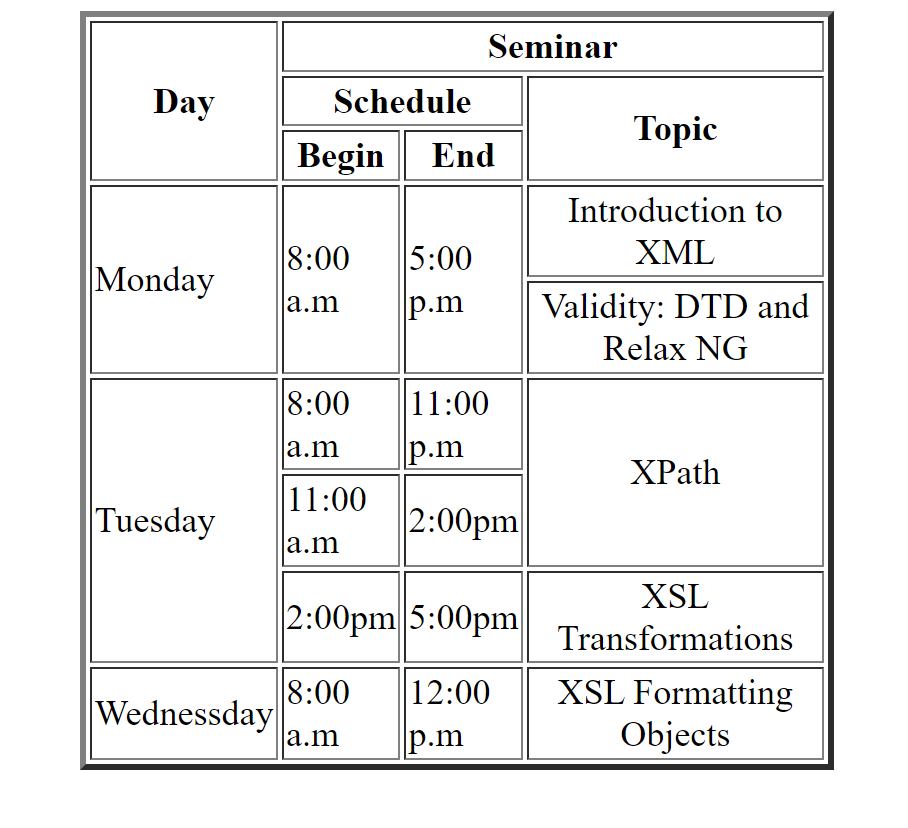 Seminar
Day
Schedule
Topic
Begin
End
Monday
8:00
a.m
5:00
p.m
Introduction to
XML
Validity: DTD and
Relax NG
Tuesday
8:00
a.m
11:00
p.m
XPath
11:00
a.m
2:00pm
2:00pm
5:00pm
XSL
Transformations
Wednessday
8:00
a.m
12:00
p.m
XSL Formatting
Objects